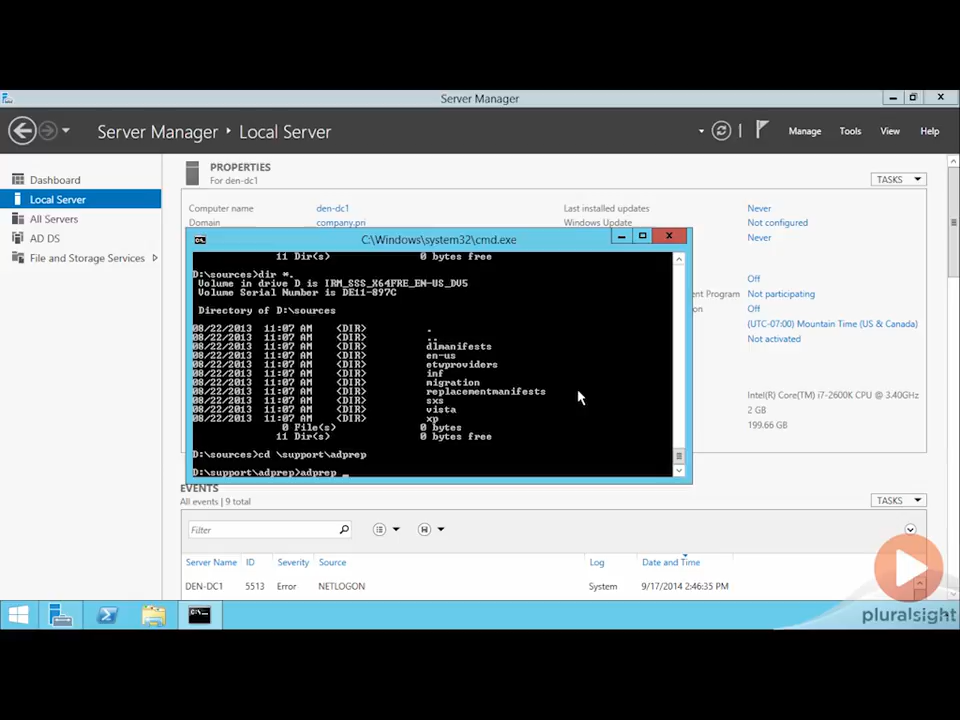 Server Manager
Server Manager ‣ Local Server
Manage Tools View Help
Dashboard
Local Server
All Servers
AD DS
File and Storage Services
PROPERTIES
For den-dc1
TASKS
Computer name den-dc1 Last installed updates Never
Domain company.pri Windows Update Not configured
Never
C:\Windows\system32\cmd.exe
11 Dir(s) 0 bytes free
D:\sources>dir *.
Volume in drive D is IRM_SSS_X64FRE_EN-US_DV5
Volume Serial Number is DE11-897C
Directory of D:\sources
08/22/2013 11:07 AM <DIR> .
08/22/2013 11:07 AM <DIR> ..
08/22/2013 11:07 AM <DIR> dlmanifests
08/22/2013 11:07 AM <DIR> en-us
08/22/2013 11:07 AM <DIR> etwproviders
08/22/2013 11:07 AM <DIR> inf
08/22/2013 11:07 AM <DIR> migration
08/22/2013 11:07 AM <DIR> replacementmanifests
08/22/2013 11:07 AM <DIR> sxs
08/22/2013 11:07 AM <DIR> vista
08/22/2013 11:07 AM <DIR> xp
0 File(s) 0 bytes
11 Dir(s) 0 bytes free
D:\sources>cd \support\adprep
D:\support\adprep>adprep _
Off
ent Program Not participating
on Off
(UTC-07:00) Mountain Time (US & Canada)
Not activated
Intel(R) Core(TM) i7-2600K CPU @ 3.40GHz
2 GB
199.66 GB
EVENTS
All events | 9 total
TASKS
Filter
Server Name ID Severity Source Log Date and Time
DEN-DC1 5513 Error NETLOGON System 9/17/2014 2:46:35 PM
pluralsight